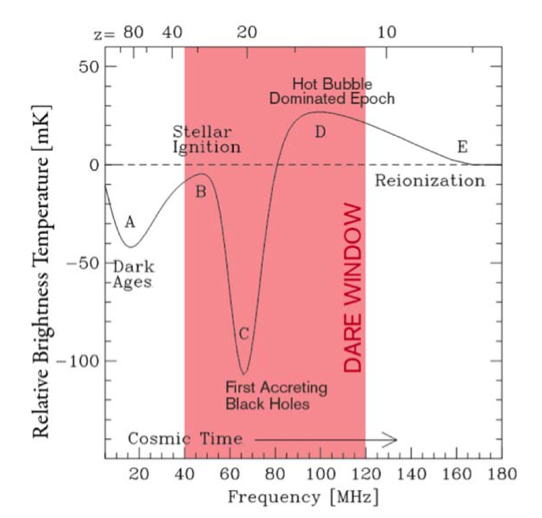 z= 80 40 20 10
Relative Brightness Temperature [mK]
50
0
−50
−100
Hot Bubble
Dominated Epoch
D
Stellar
Ignition
B
E
Reionization
A
Dark
Ages
C
DARE WINDOW
First Accreting
Black Holes
Cosmic Time
20 40 60 80 100 120 140 160 180
Frequency [MHz]